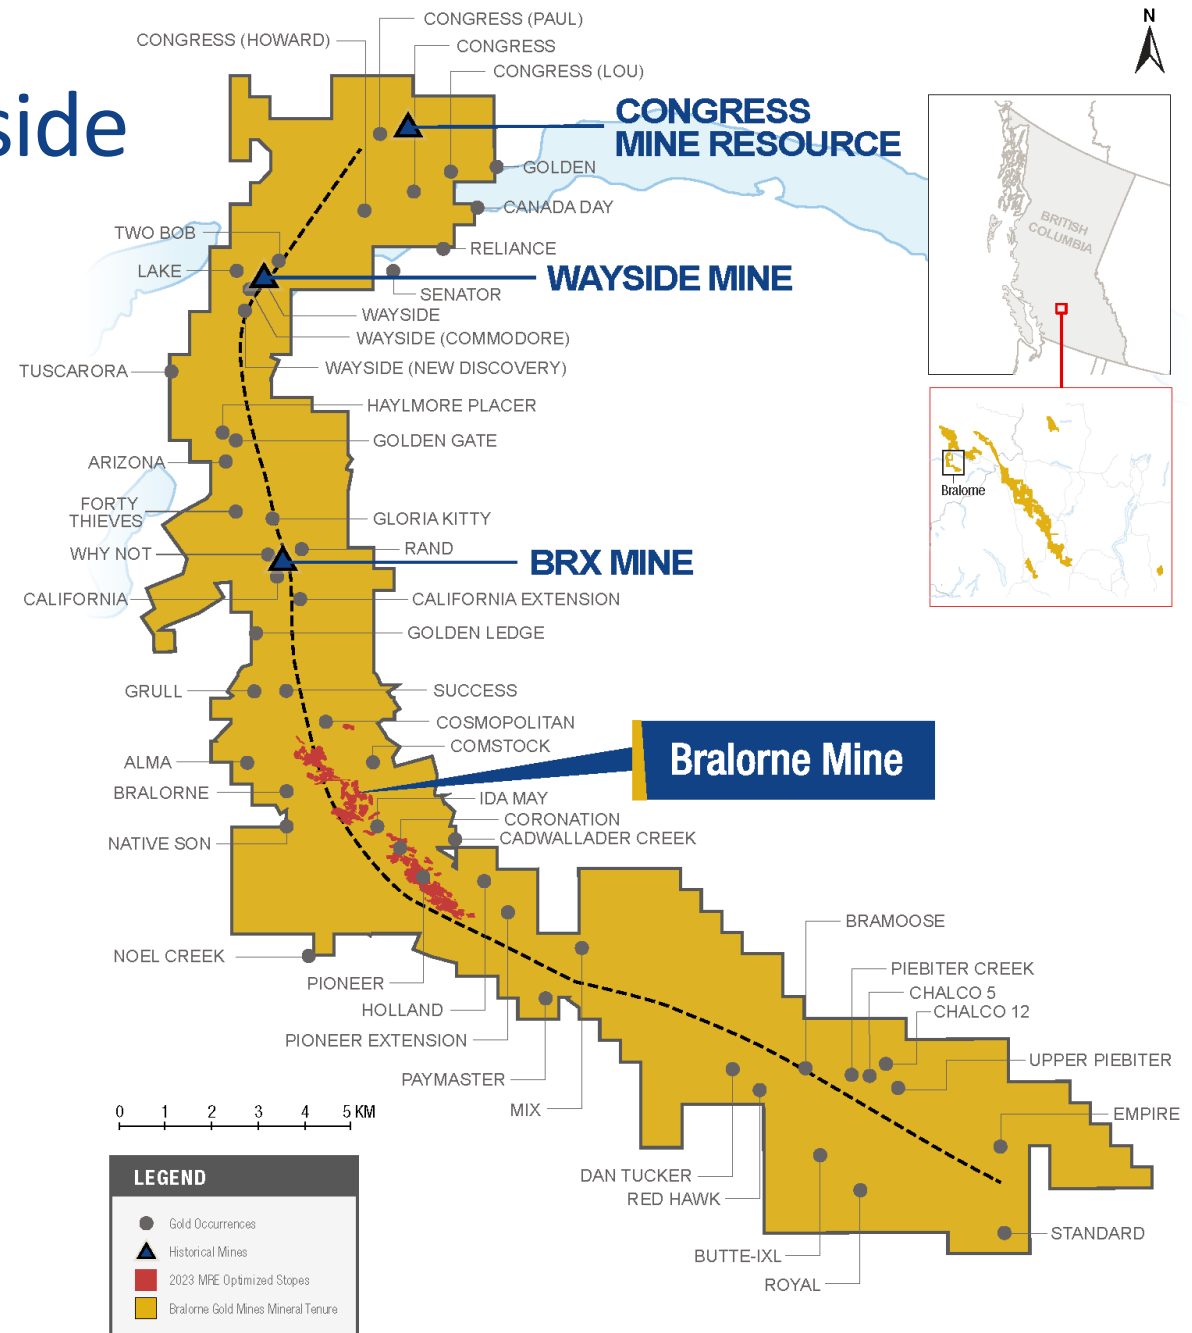 side
N
CONGRESS (PAUL)
CONGRESS (HOWARD)
CONGRESS
CONGRESS (LOU)
CONGRESS
MINE RESOURCE
GOLDEN
CANADA DAY
TWO BOB
RELIANCE
LAKE
WAYSIDE MINE
SENATOR
WAYSIDE
WAYSIDE (COMMODORE)
TUSCARORA
WAYSIDE (NEW DISCOVERY)
HAYLMORE PLACER
GOLDEN GATE
ARIZONA
FORTY
THIEVES
GLORIA KITTY
WHY NOT
RAND
BRX MINE
CALIFORNIA
CALIFORNIA EXTENSION
GOLDEN LEDGE
GRULL
SUCCESS
COSMOPOLITAN
COMSTOCK
ALMA
Bralorne Mine
BRALORNE
IDA MAY
CORONATION
CADWALLADER CREEK
NATIVE SON
BRAMOOSE
NOEL CREEK
PIEBITER CREEK
PIONEER
CHALCO 5
HOLLAND
CHALCO 12
PIONEER EXTENSION
UPPER PIEBITER
PAYMASTER
MIX
EMPIRE
DAN TUCKER
RED HAWK
STANDARD
BUTTE-IXL
ROYAL
BRITISH
COLUMBIA
Bralorne
0 1 2 3 4 5 KM
LEGEND
Gold Occurrences
Historical Mines
2023 MRE Optimized Stopes
Bralorne Gold Mines Mineral Tenure